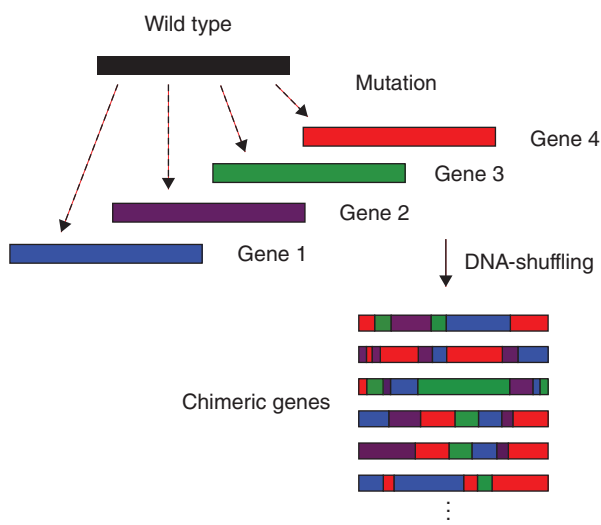 Wild type
Mutation
Gene 4
Gene 3
Gene 2
Gene 1
DNA-shuffling
Chimeric genes
⋮